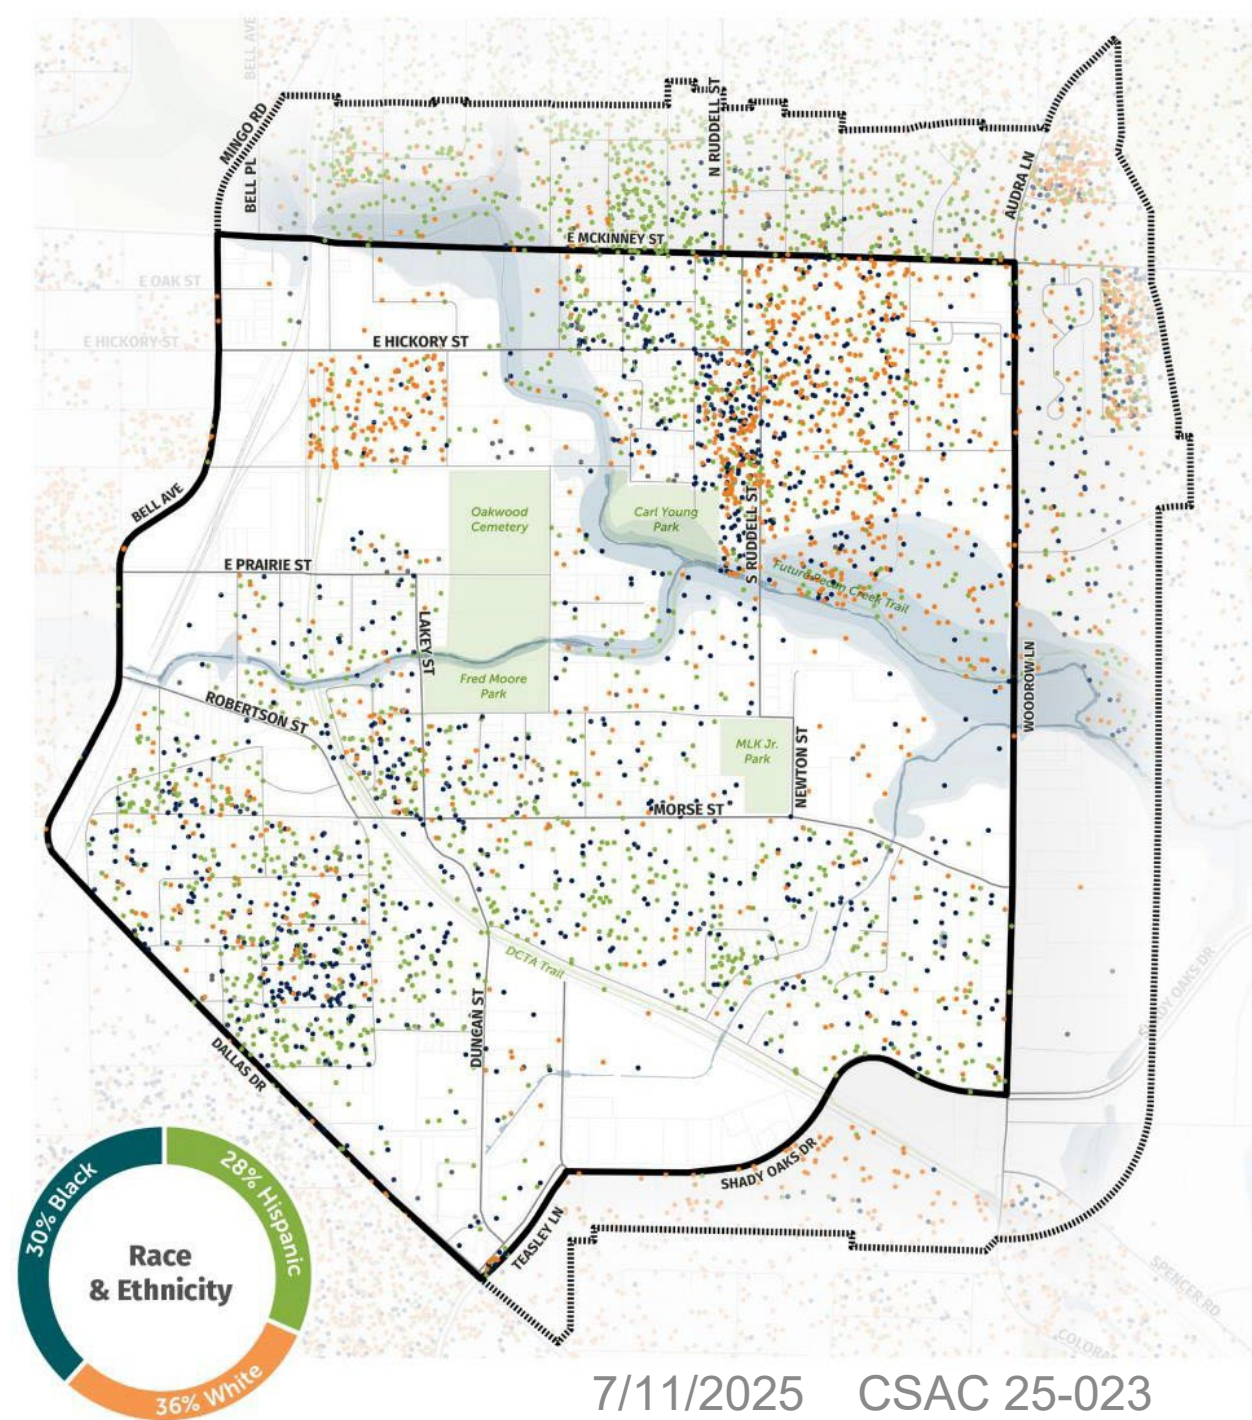 BELL AVE
MINGO RD
BELL PL
N RUDDELL ST
AUDRA LN
E MCKINNEY ST
E OAK ST
E HICKORY ST
E HICKORY ST
Oakwood
Cemetery
Carl Young
Park
S RUDDELL ST
BELL AVE
E PRAIRIE ST
Future Pecan Creek Trail
LAKEY ST
WOODROW LN
Fred Moore
Park
ROBERTSON ST
MLK Jr.
Park
NEWTON ST
MORSE ST
DCTA Trail
SHADY OAKS DR
DUNCAN ST
DALLAS DR
SHADY OAKS DR
TEASLEY LN
SPENCER RD
30% Black
28% Hispanic
36% White
Race
& Ethnicity
7/11/2025 CSAC 25-023